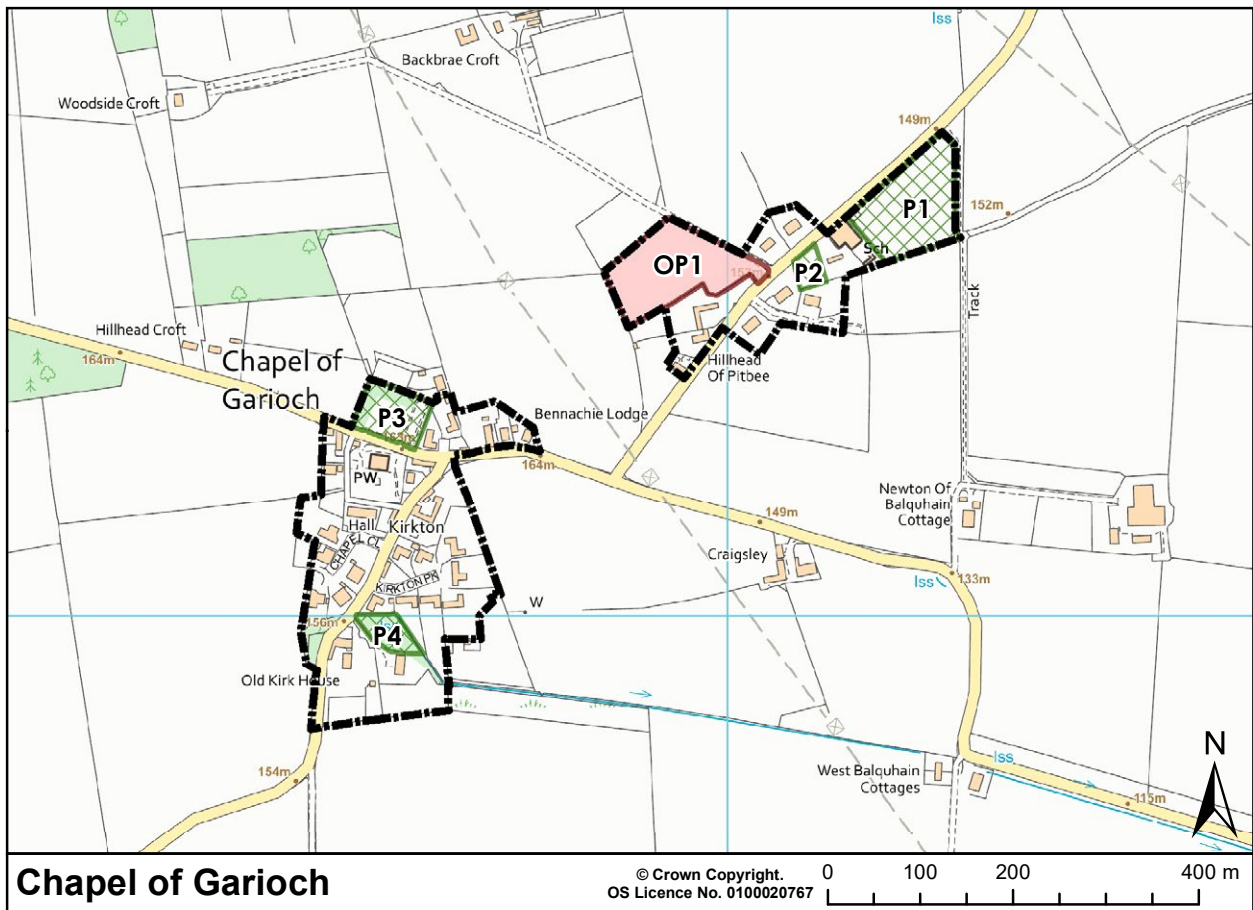 Iss
Backbrae Croft
Woodside Croft
149m
152m
P1
Sch
P2
OP1
Track
Hillhead Croft
164m
Chapel of
Garioch
Hillhead
Of Pitbee
P3
Bennachie Lodge
164m
PW
Newton Of
Balquhain
Cottage
Hall
Kirkton
149m
CHAPEL CL
Craigsley
Iss
133m
KIRKTON PK
W
156m
P4
Old Kirk House
154m
West Balquhain
Cottages
Iss
115m
N
Chapel of Garioch
© Crown Copyright.
OS Licence No. 0100020767
0 100 200 400 m